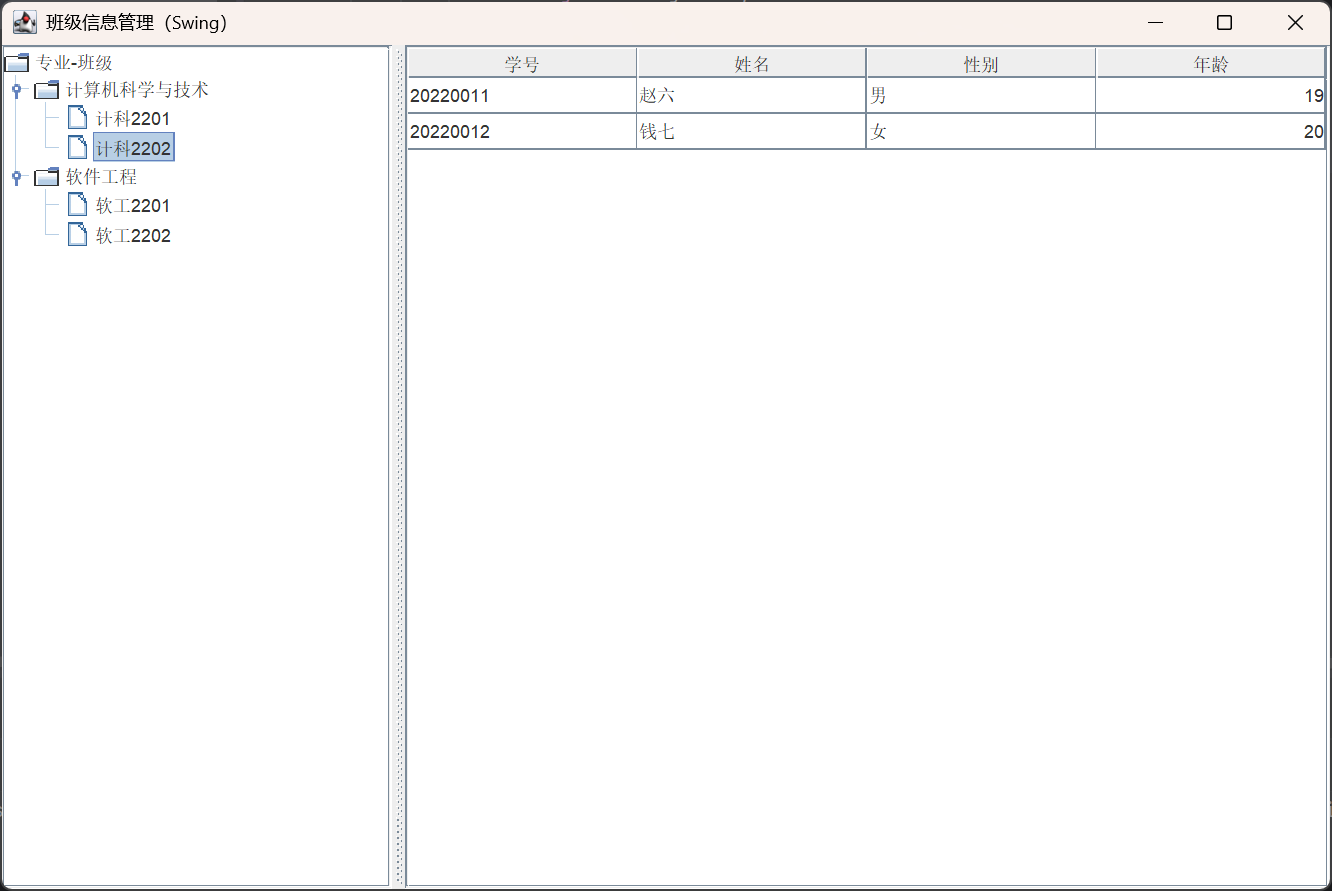 班级信息管理（Swing）
专业-班级
计算机科学与技术
计科2201
计科2202
软件工程
软工2201
软工2202
学号 姓名 性别 年龄
20220011 赵六 男 19
20220012 钱七 女 20